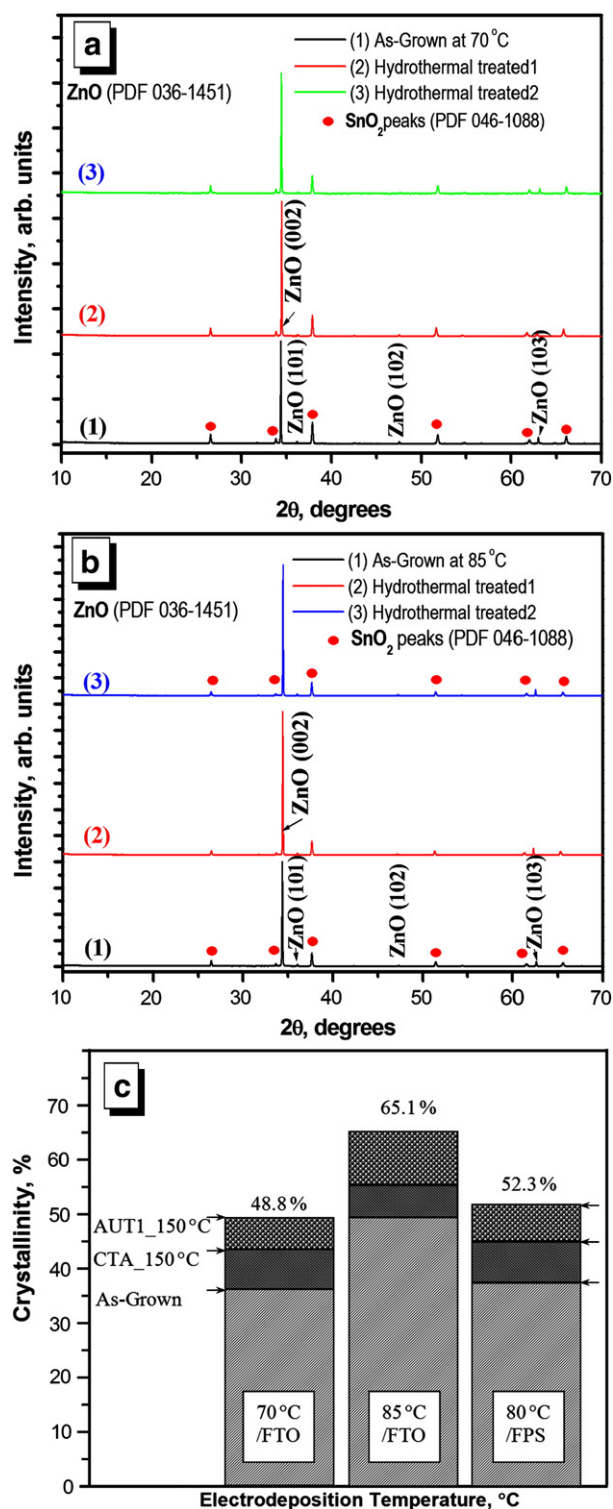 a
(1) As-Grown at 70 °C
(2) Hydrothermal treated1
(3) Hydrothermal treated2
SnO2 peaks (PDF 046-1088)
ZnO (PDF 036-1451)
Intensity, arb. units
(3)
(2)
(1)
ZnO (002)
ZnO (101)
ZnO (102)
ZnO (103)
10 20 30 40 50 60 70
2θ, degrees
b
(1) As-Grown at 85 °C
(2) Hydrothermal treated1
(3) Hydrothermal treated2
SnO2 peaks (PDF 046-1088)
ZnO (PDF 036-1451)
Intensity, arb. units
(3)
(2)
(1)
ZnO (002)
ZnO (101)
ZnO (102)
ZnO (103)
10 20 30 40 50 60 70
2θ, degrees
c
Crystallinity, %
70
60
50
40
30
20
10
0
65.1 %
48.8 %
52.3 %
AUT1_150°C
CTA_150°C
As-Grown
70°C
/FTO
85°C
/FTO
80°C
/FPS
Electrodeposition Temperature, °C